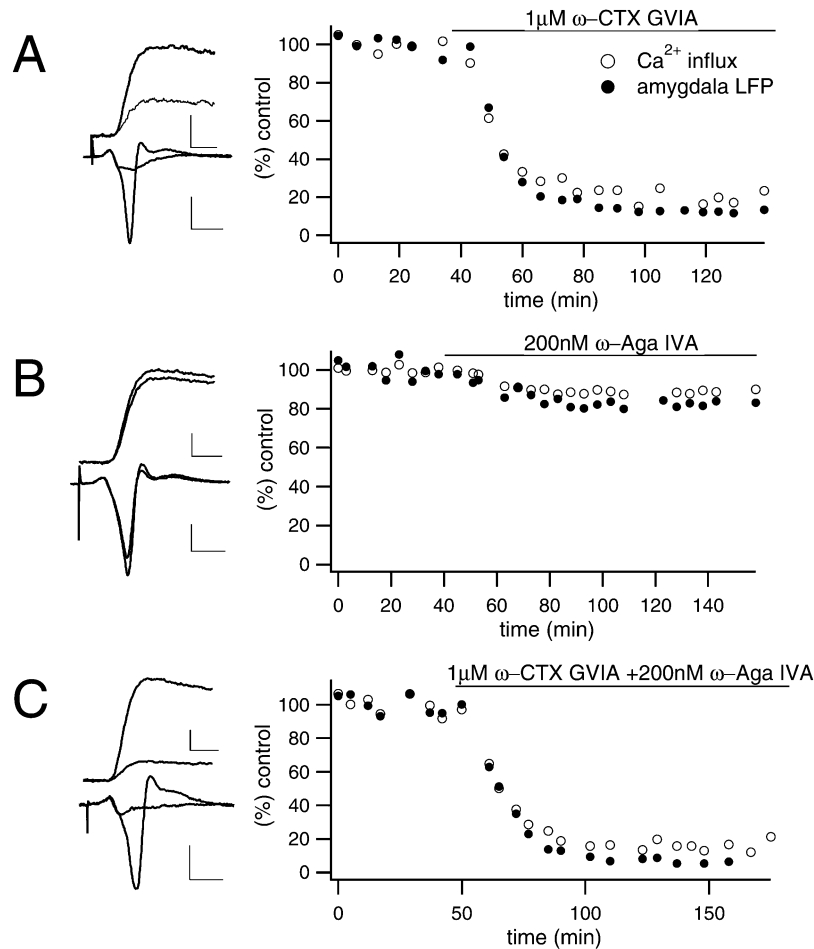 A
1µM ω–CTX GVIA
Ca2+ influx
amygdala LFP
(%) control
100
80
60
40
20
0
0 20 40 60 80 100 120
time (min)
B
200nM ω–Aga IVA
(%) control
100
80
60
40
20
0
0 20 40 60 80 100 120 140
time (min)
C
1µM ω–CTX GVIA +200nM ω–Aga IVA
(%) control
100
80
60
40
20
0
0 50 100 150
time (min)